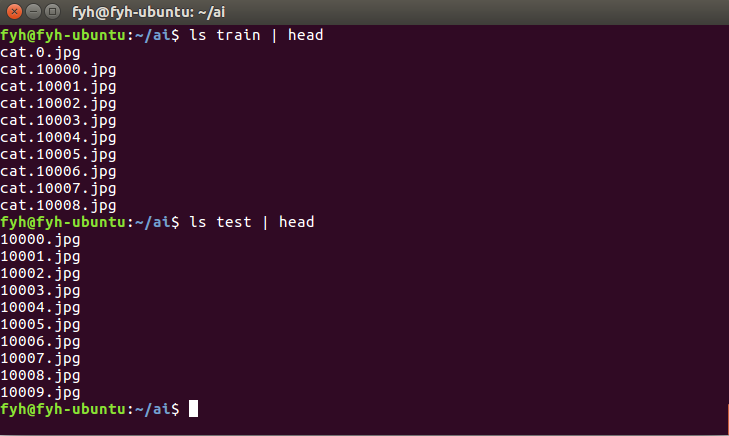 fyh@fyh-ubuntu: ~/ai
fyh@fyh-ubuntu:~/ai$ ls train | head
cat.0.jpg
cat.10000.jpg
cat.10001.jpg
cat.10002.jpg
cat.10003.jpg
cat.10004.jpg
cat.10005.jpg
cat.10006.jpg
cat.10007.jpg
cat.10008.jpg
fyh@fyh-ubuntu:~/ai$ ls test | head
10000.jpg
10001.jpg
10002.jpg
10003.jpg
10004.jpg
10005.jpg
10006.jpg
10007.jpg
10008.jpg
10009.jpg
fyh@fyh-ubuntu:~/ai$